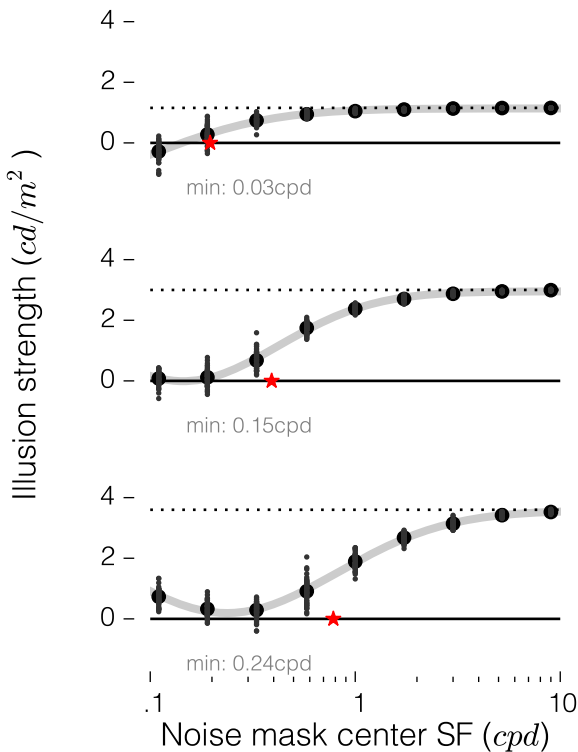 4
2
0
min: 0.03cpd
4
2
0
min: 0.15cpd
4
2
0
min: 0.24cpd
.1 1 10
Noise mask center SF (cpd)
Illusion strength (cd/m²)